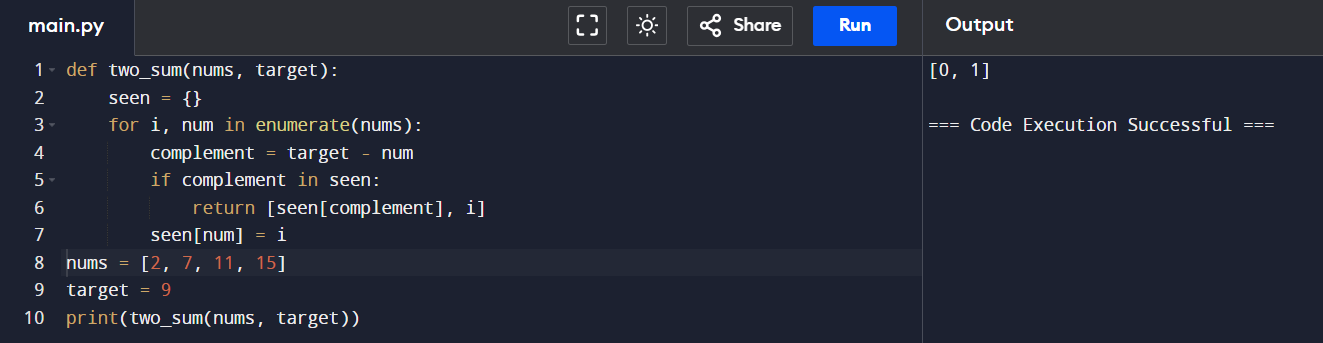 main.py
Share
Run
Output
1 def two_sum(nums, target):
2     seen = {}
3     for i, num in enumerate(nums):
4         complement = target - num
5         if complement in seen:
6             return [seen[complement], i]
7         seen[num] = i
8 nums = [2, 7, 11, 15]
9 target = 9
10 print(two_sum(nums, target))
[0, 1]
=== Code Execution Successful ===